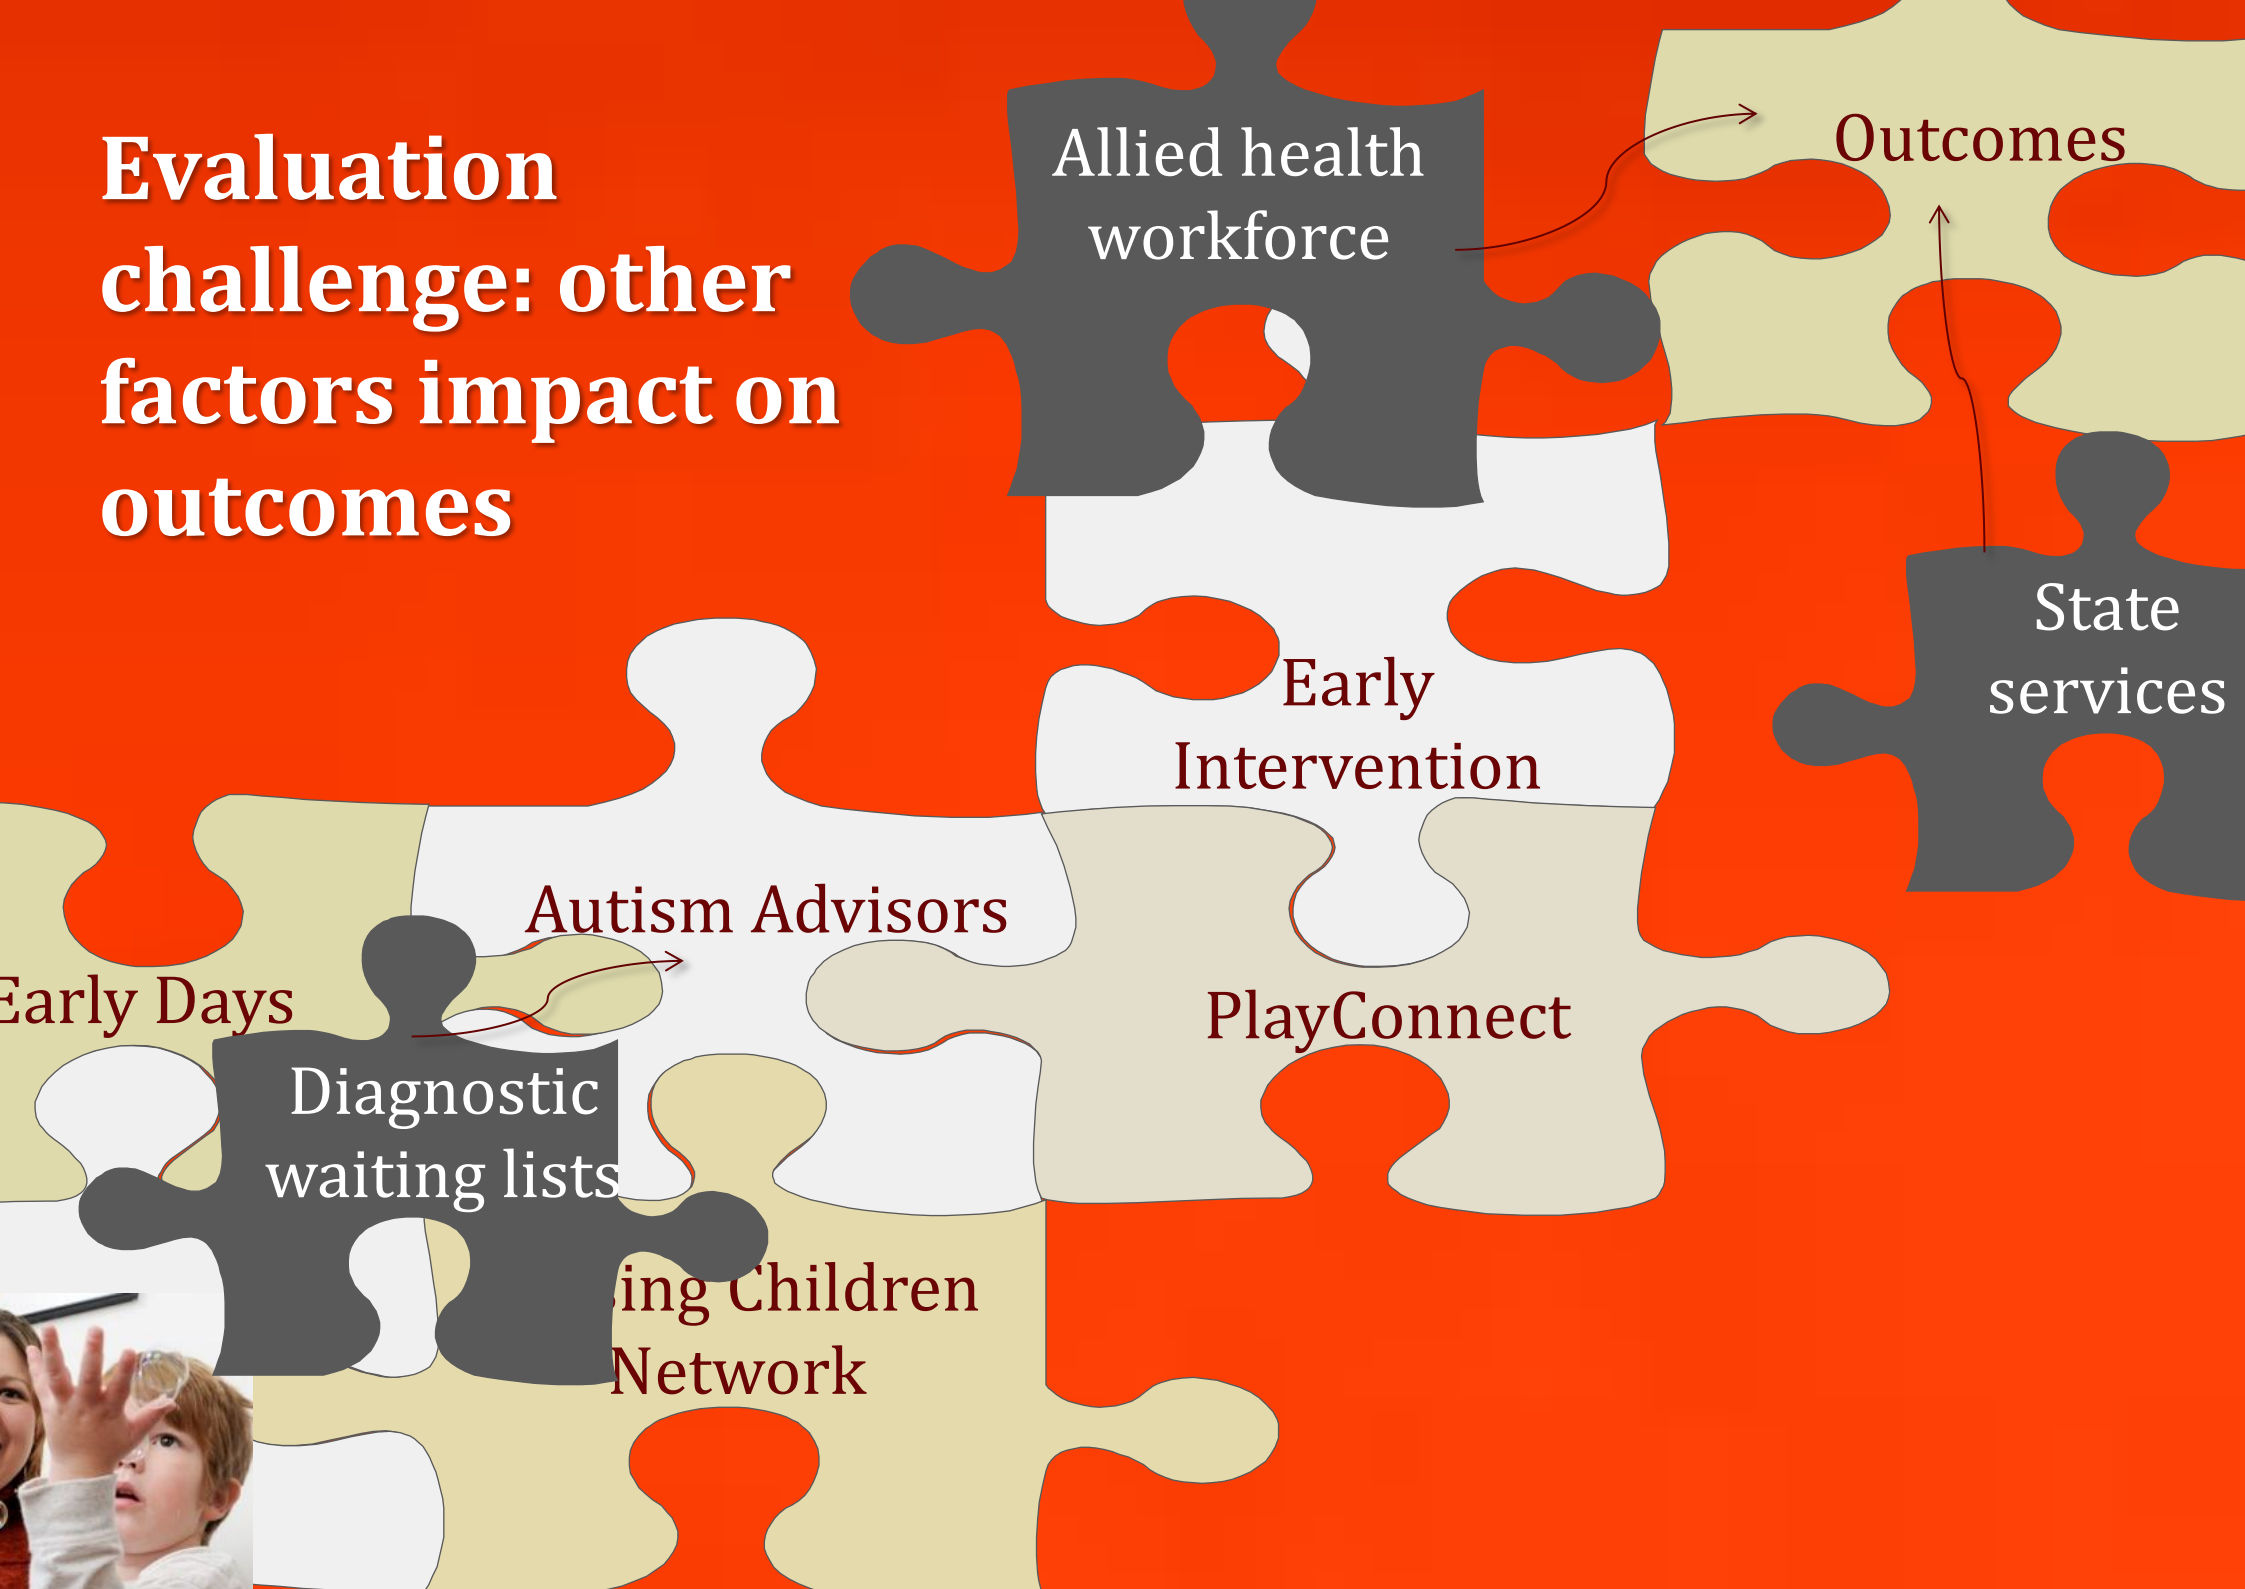 Evaluation
challenge: other
factors impact on
outcomes
Allied health
workforce
Outcomes
State
services
Early
Intervention
Autism Advisors
Early Days
PlayConnect
Diagnostic
waiting lists
Children
Network